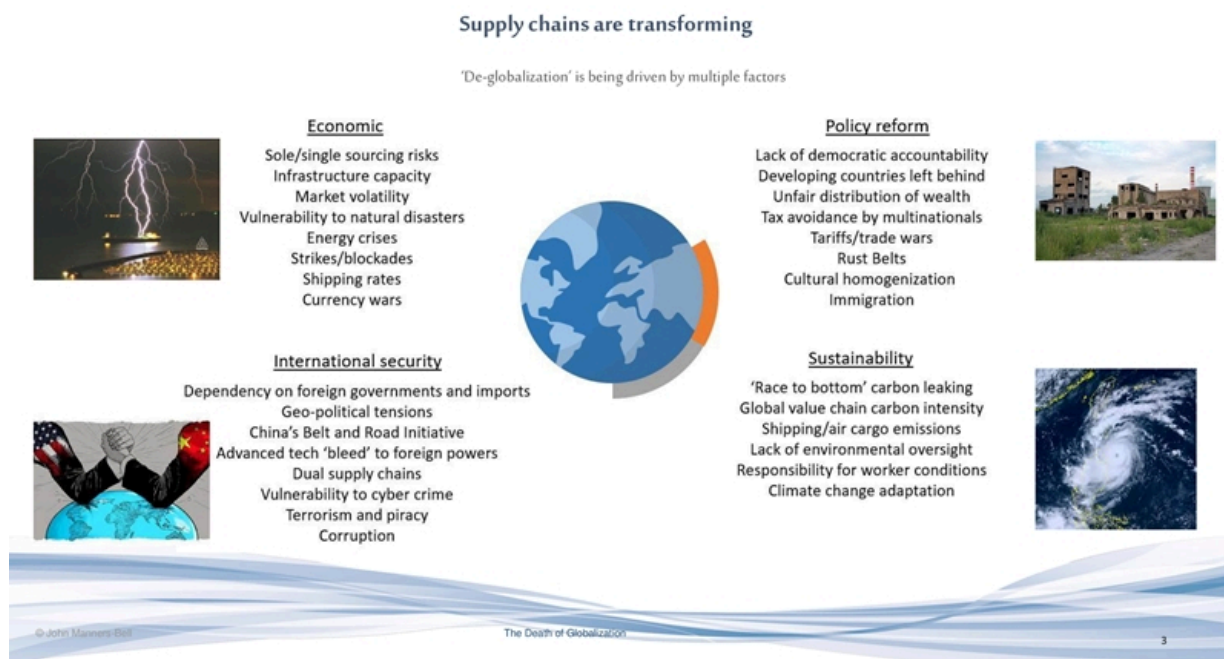 Supply chains are transforming
'De-globalization' is being driven by multiple factors
Economic
Sole/single sourcing risks
Infrastructure capacity
Market volatility
Vulnerability to natural disasters
Energy crises
Strikes/blockades
Shipping rates
Currency wars
Policy reform
Lack of democratic accountability
Developing countries left behind
Unfair distribution of wealth
Tax avoidance by multinationals
Tariffs/trade wars
Rust Belts
Cultural homogenization
Immigration
International security
Dependency on foreign governments and imports
Geo-political tensions
China's Belt and Road Initiative
Advanced tech 'bleed' to foreign powers
Dual supply chains
Vulnerability to cyber crime
Terrorism and piracy
Corruption
Sustainability
'Race to bottom' carbon leaking
Global value chain carbon intensity
Shipping/air cargo emissions
Lack of environmental oversight
Responsibility for worker conditions
Climate change adaptation
© John Manners-Bell
The Death of Globalization
3